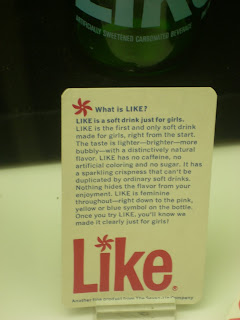 LIKE
ARTIFICIALLY SWEETENED CARBONATED BEVERAGE
What is LIKE?
LIKE is a soft drink just for girls.
LIKE is the first and only soft drink
made for girls, right from the start.
The taste is lighter—brighter—more
bubbly—with a distinctively natural
flavor. LIKE has no caffeine, no
artificial coloring and no sugar. It has
a sparkling crispness that can't be
duplicated by ordinary soft drinks.
Nothing hides the flavor from your
enjoyment. LIKE is feminine
throughout—right down to the pink,
yellow or blue symbol on the bottle.
Once you try LIKE, you'll know we
made it clearly just for girls!
Like®
Another fine product from The Seven-Up Company